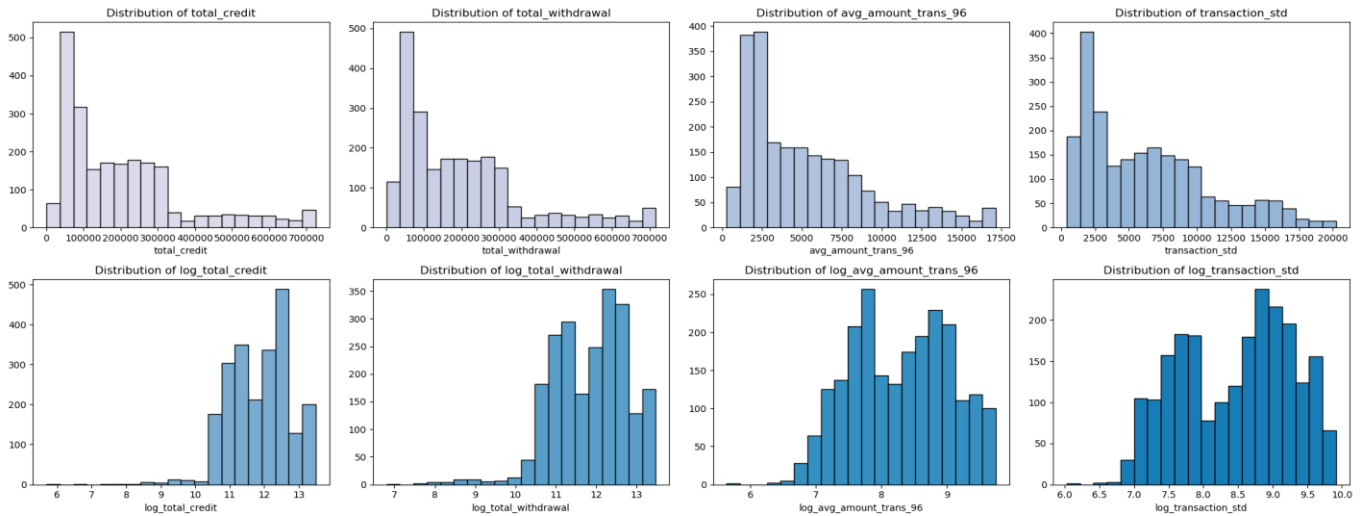 Distribution of total_credit
500
400
300
200
100
0
0 100000 200000 300000 400000 500000 600000 700000
total_credit
Distribution of total_withdrawal
500
400
300
200
100
0
0 100000 200000 300000 400000 500000 600000 700000
total_withdrawal
Distribution of avg_amount_trans_96
400
350
300
250
200
150
100
50
0
0 2500 5000 7500 10000 12500 15000 17500
avg_amount_trans_96
Distribution of transaction_std
400
350
300
250
200
150
100
50
0
0 2500 5000 7500 10000 12500 15000 17500 20000
transaction_std
Distribution of log_total_credit
500
400
300
200
100
0
6 7 8 9 10 11 12 13
log_total_credit
Distribution of log_total_withdrawal
350
300
250
200
150
100
50
0
7 8 9 10 11 12 13
log_total_withdrawal
Distribution of log_avg_amount_trans_96
250
200
150
100
50
0
6 7 8 9
log_avg_amount_trans_96
Distribution of log_transaction_std
200
150
100
50
0
6.0 6.5 7.0 7.5 8.0 8.5 9.0 9.5 10.0
log_transaction_std